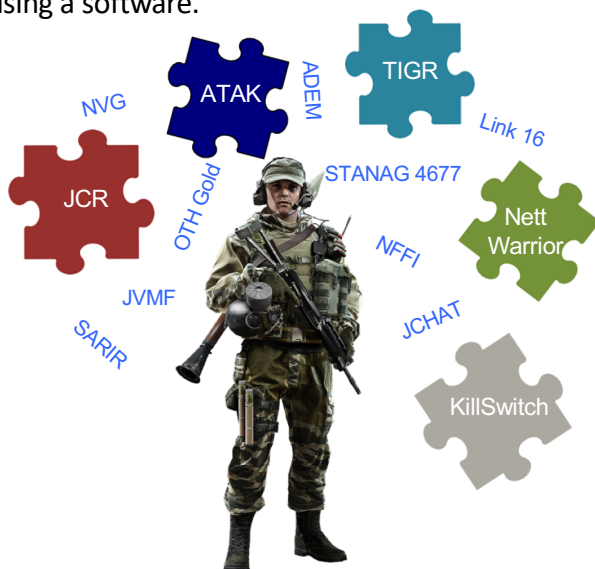 sing a software.
ATAK
ADEM
TIGR
NVG
Link 16
JCR
OTH Gold
STANAG 4677
Nett
Warrior
NFFI
JVMF
JCHAT
SARIR
KillSwitch